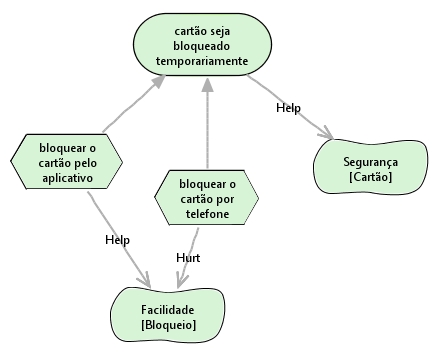 cartão seja
bloqueado
temporariamente
Help
bloquear o
cartão pelo
aplicativo
Segurança
[Cartão]
bloquear o
cartão por
telefone
Help
Hurt
Facilidade
[Bloqueio]